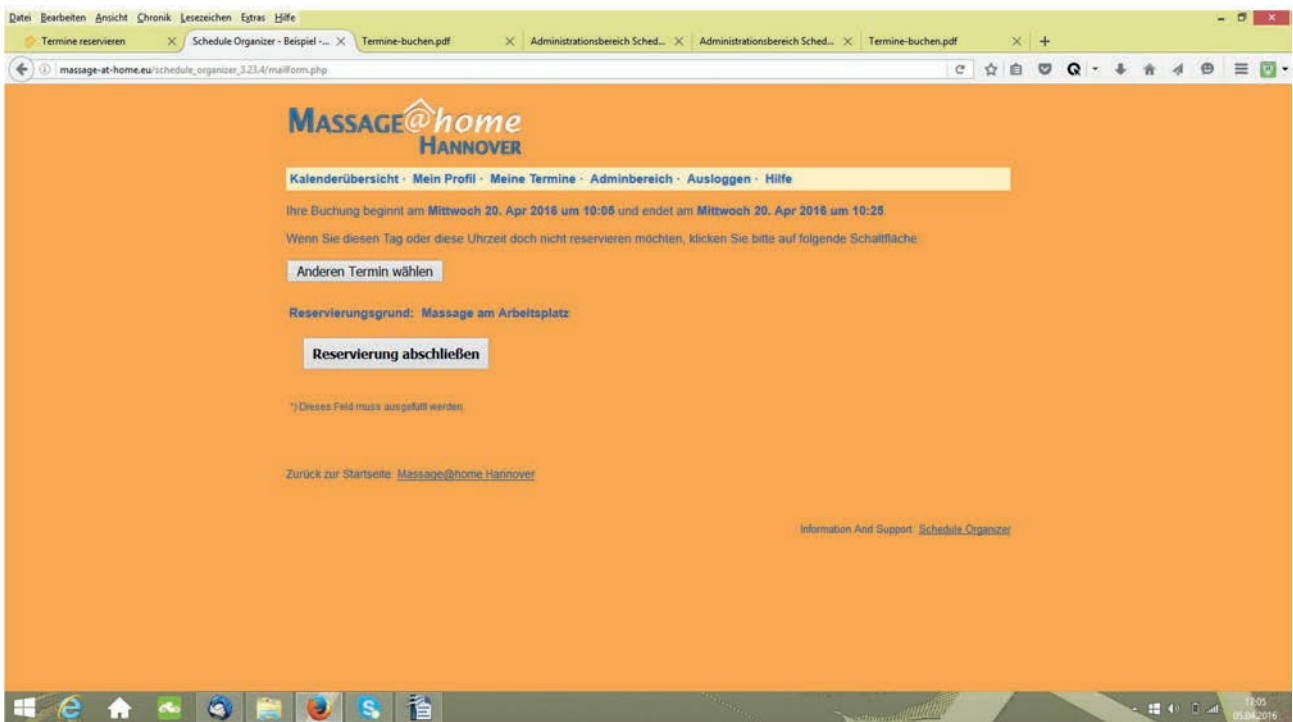 Datei Bearbeiten Ansicht Chronik Lesezeichen Extras Hilfe
Termine reservieren Schedule Organizer - Beispiel -... Termine-buchen.pdf Administrationsbereich Sched... Administrationsbereich Sched... Termine-buchen.pdf
massage-at-home.eu/schedule_organizer_3.23.4/mailform.php
MASSAGE@home
HANNOVER
Kalenderübersicht · Mein Profil · Meine Termine · Adminbereich · Ausloggen · Hilfe
Ihre Buchung beginnt am Mittwoch 20. Apr 2016 um 10:05 und endet am Mittwoch 20. Apr 2016 um 10:25.
Wenn Sie diesen Tag oder diese Uhrzeit doch nicht reservieren möchten, klicken Sie bitte auf folgende Schaltfläche:
Anderen Termin wählen
Reservierungsgrund: Massage am Arbeitsplatz
Reservierung abschließen
*) Dieses Feld muss ausgefüllt werden.
Zurück zur Startseite: Massage@home Hannover
Information And Support: Schedule Organizer
17:05
05.04.2016